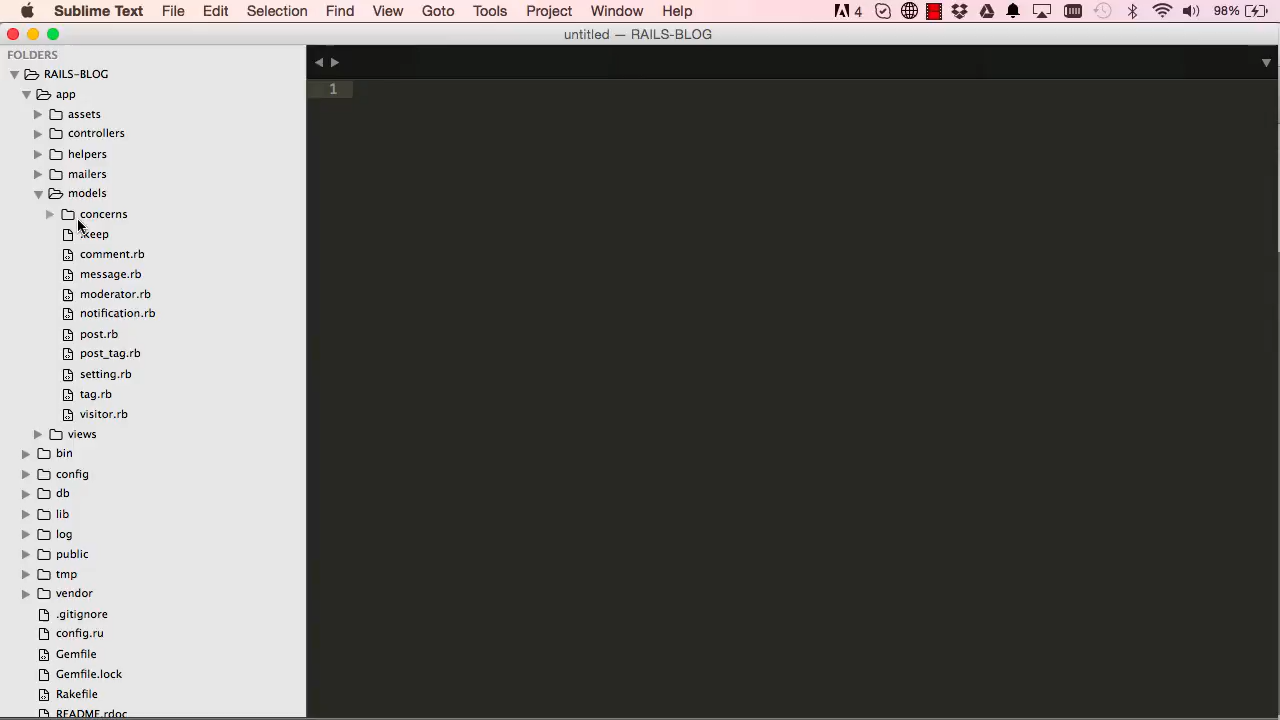 Sublime Text File Edit Selection Find View Goto Tools Project Window Help 4 98%
untitled — RAILS-BLOG
FOLDERS
RAILS-BLOG
1
app
assets
controllers
helpers
mailers
models
concerns
.keep
comment.rb
message.rb
moderator.rb
notification.rb
post.rb
post_tag.rb
setting.rb
tag.rb
visitor.rb
views
bin
config
db
lib
log
public
tmp
vendor
.gitignore
config.ru
Gemfile
Gemfile.lock
Rakefile
README.rdoc